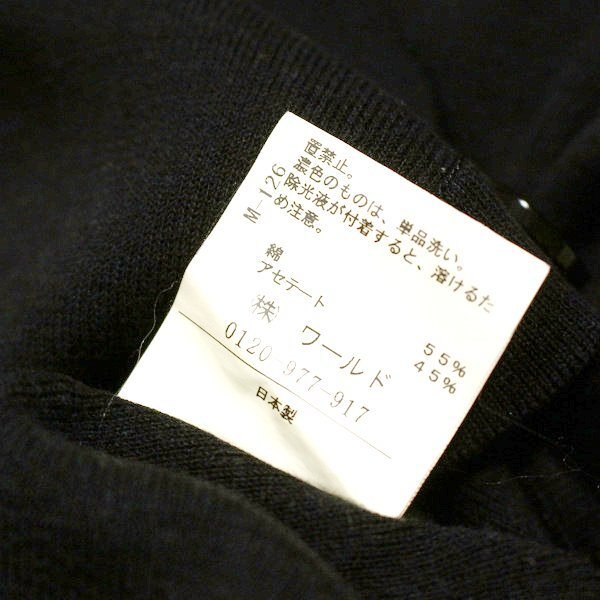 置禁止。
濃色のものは、単品洗い。
除光液が付着すると、溶けるた
め注意。
M-126
綿 55%
アセテート 45%
(株) ワールド
0120-977-917
日本製